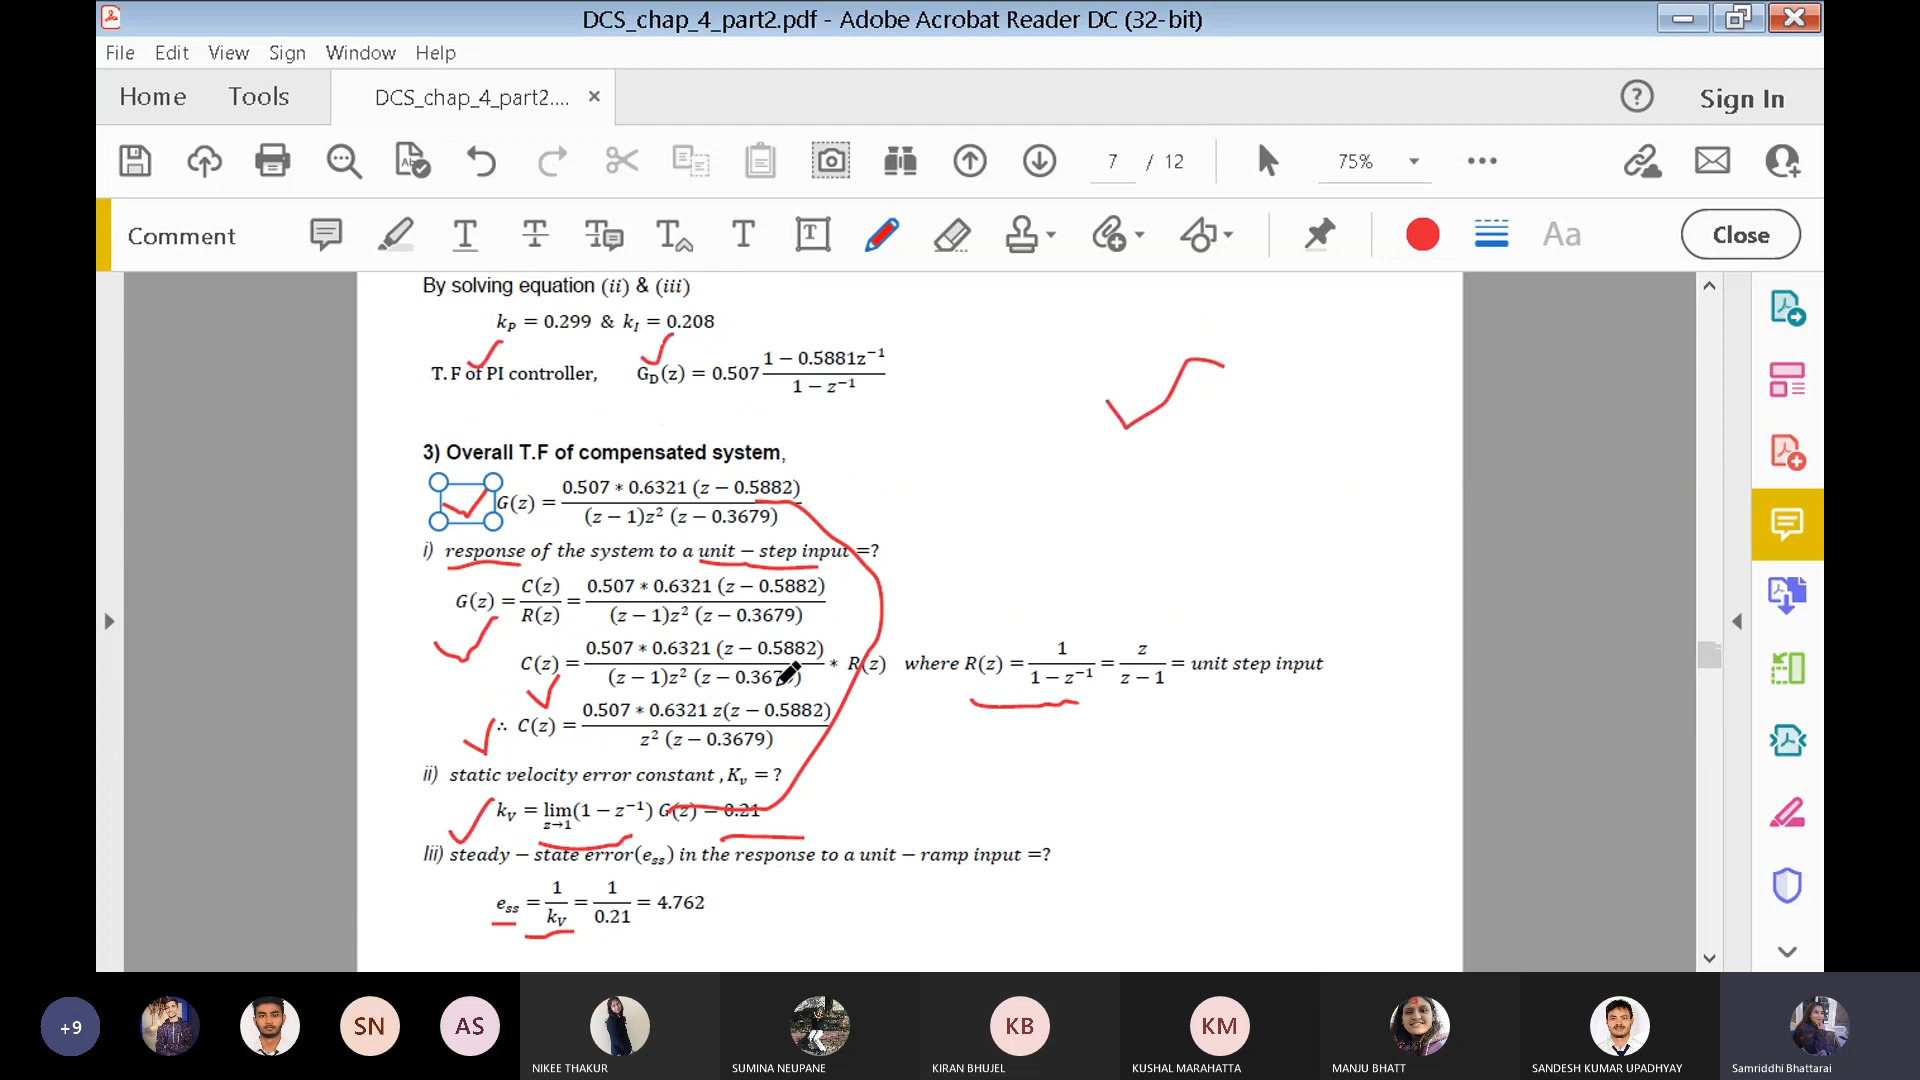 DCS_chap_4_part2.pdf - Adobe Acrobat Reader DC (32-bit)
File Edit View Sign Window Help
Home Tools DCS_chap_4_part2.... × ? Sign In
7 / 12 75%
Comment Aa Close
By solving equation (ii) & (iii)
k_P = 0.299 & k_I = 0.208
T.F of PI controller, G_D(z) = 0.507 (1 − 0.5881z⁻¹)/(1 − z⁻¹)
3) Overall T.F of compensated system,
G(z) = (0.507 * 0.6321 (z − 0.5882))/((z − 1)z² (z − 0.3679))
i) response of the system to a unit − step input =?
G(z) = C(z)/R(z) = (0.507 * 0.6321 (z − 0.5882))/((z − 1)z² (z − 0.3679))
C(z) = (0.507 * 0.6321 (z − 0.5882))/((z − 1)z² (z − 0.3679)) * R(z) where R(z) = 1/(1 − z⁻¹) = z/(z − 1) = unit step input
∴ C(z) = (0.507 * 0.6321 z(z − 0.5882))/(z² (z − 0.3679))
ii) static velocity error constant , K_v = ?
k_V = lim_{z→1}(1 − z⁻¹) G(z) = 0.21
Iii) steady − state error(e_ss) in the response to a unit − ramp input =?
e_ss = 1/k_V = 1/0.21 = 4.762
+9 SN AS KB KM
NIKEE THAKUR SUMINA NEUPANE KIRAN BHUJEL KUSHAL MARAHATTA MANJU BHATT SANDESH KUMAR UPADHYAY Samriddhi Bhattarai